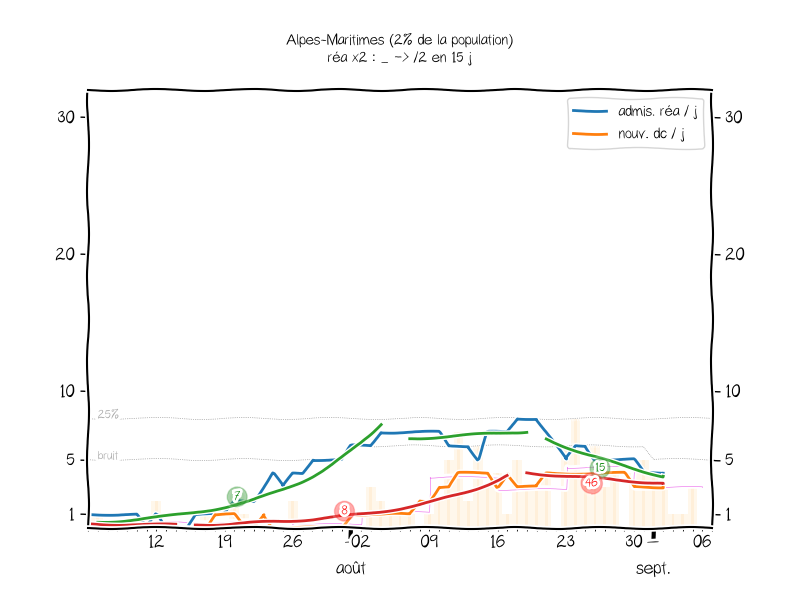 Alpes-Maritimes (2% de la population)
réa x2 : _ -> /2 en 15 j
admis. réa / j
nouv. dc / j
30
30
20
20
10
10
25%
bruit
5
5
1
1
7
8
15
46
12 19 26 02 09 16 23 30 06
août sept.